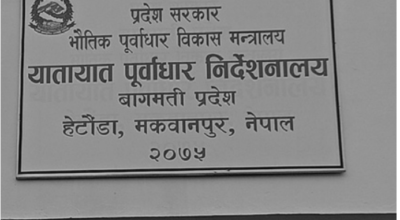 प्रदेश सरकार
भौतिक पूर्वाधार विकास मन्त्रालय
यातायात पूर्वाधार निर्देशनालय
बागमती प्रदेश
हेटौंडा, मकवानपुर, नेपाल
२०७५